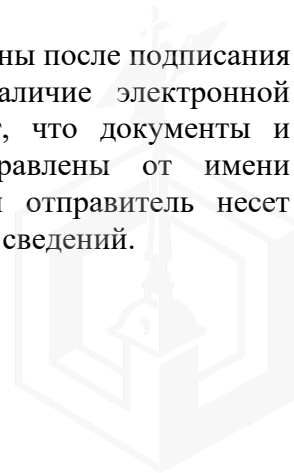 ны после подписания
аличие электронной
, что документы и
равлены от имени
отправитель несет
сведений.